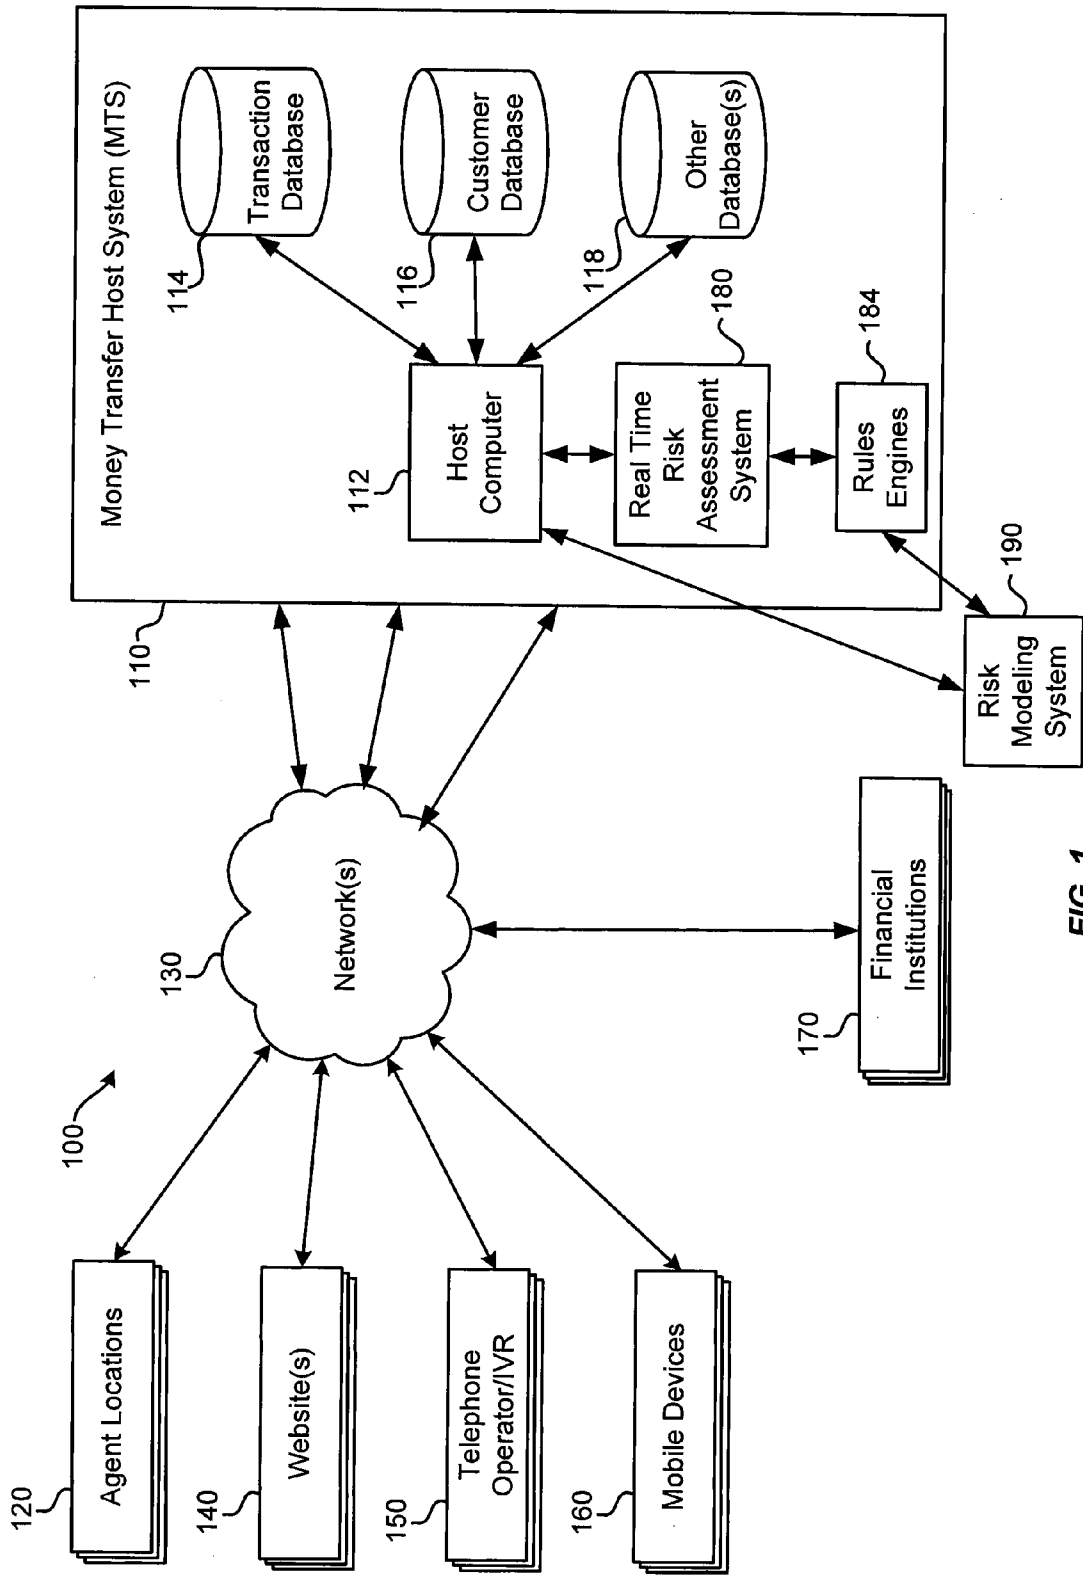 100
120
Agent Locations
140
Website(s)
150
Telephone
Operator/IVR
160
Mobile Devices
130
Network(s)
170
Financial
Institutions
110
Money Transfer Host System (MTS)
112
Host
Computer
114
Transaction
Database
116
Customer
Database
118
Other
Database(s)
Real Time
Risk
Assessment
System
180
Rules
Engines
184
Risk
Modeling
System
190
FIG. 1